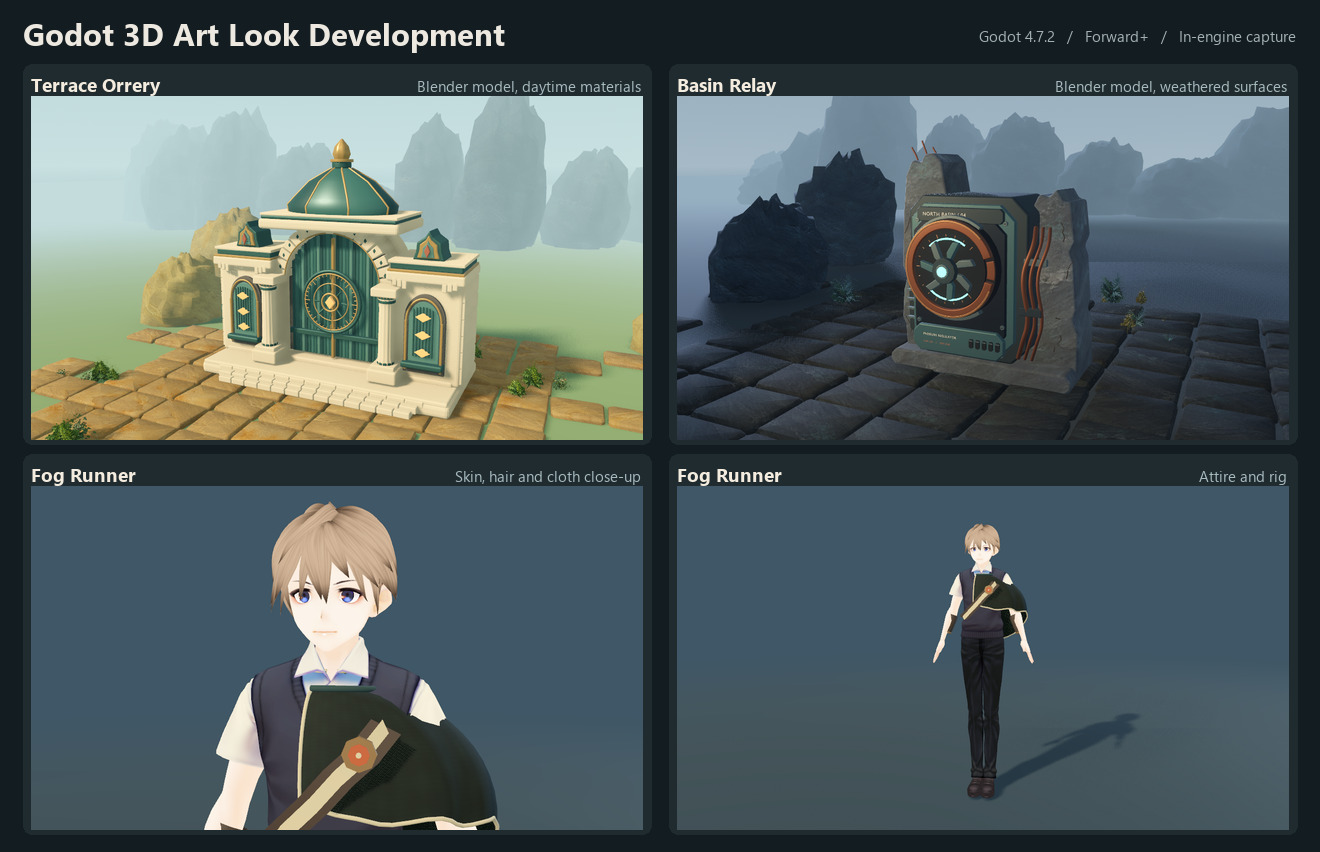 Godot 3D Art Look Development
Godot 4.7.2 / Forward+ / In-engine capture
Terrace Orrery
Blender model, daytime materials
Basin Relay
Blender model, weathered surfaces
Fog Runner
Skin, hair and cloth close-up
Fog Runner
Attire and rig